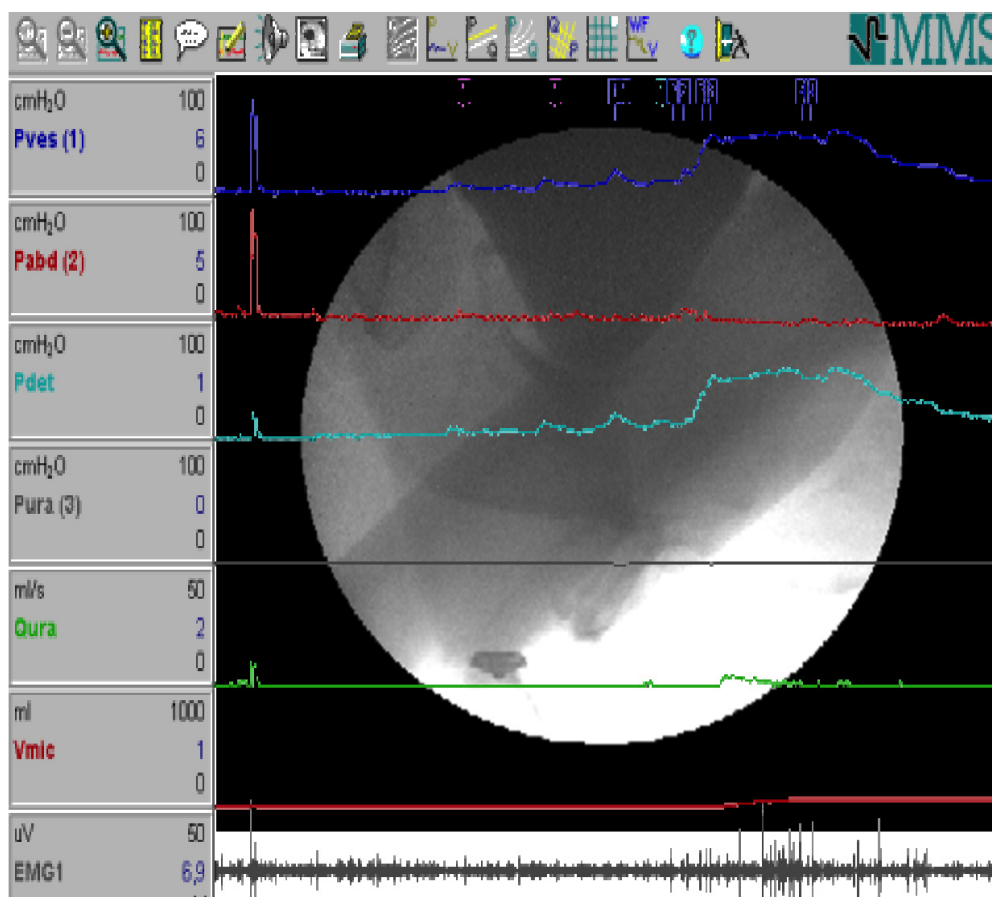 MMS
cmH₂O 100
Pves (1) 6
0
cmH₂O 100
Pabd (2) 5
0
cmH₂O 100
Pdet 1
0
cmH₂O 100
Pura (3) 0
0
ml/s 50
Qura 2
0
ml 1000
Vmic 1
0
uV 50
EMG1 6,9